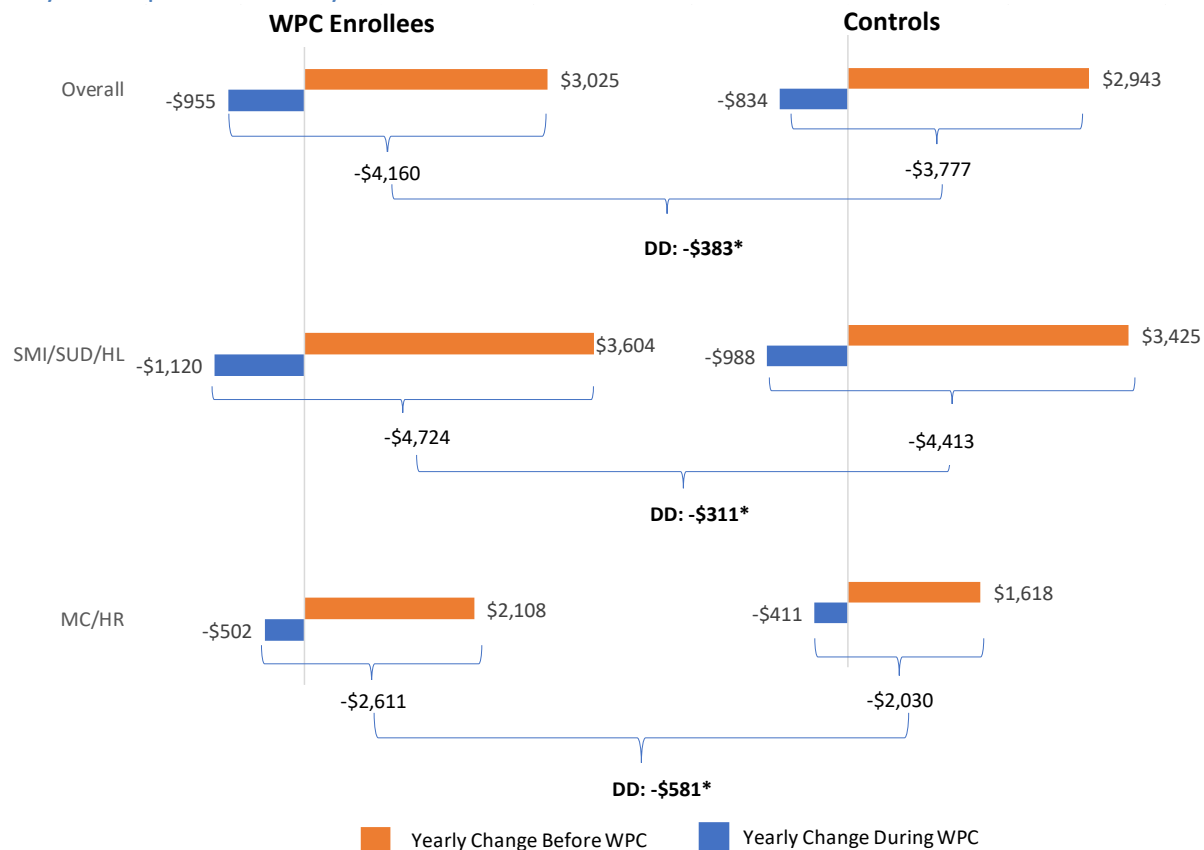 WPC Enrollees
Controls
Overall
$3,025
-$955
$2,943
-$834
-$4,160
-$3,777
DD: -$383*
SMI/SUD/HL
$3,604
-$1,120
$3,425
-$988
-$4,724
-$4,413
DD: -$311*
MC/HR
$2,108
-$502
$1,618
-$411
-$2,611
-$2,030
DD: -$581*
Yearly Change Before WPC
Yearly Change During WPC